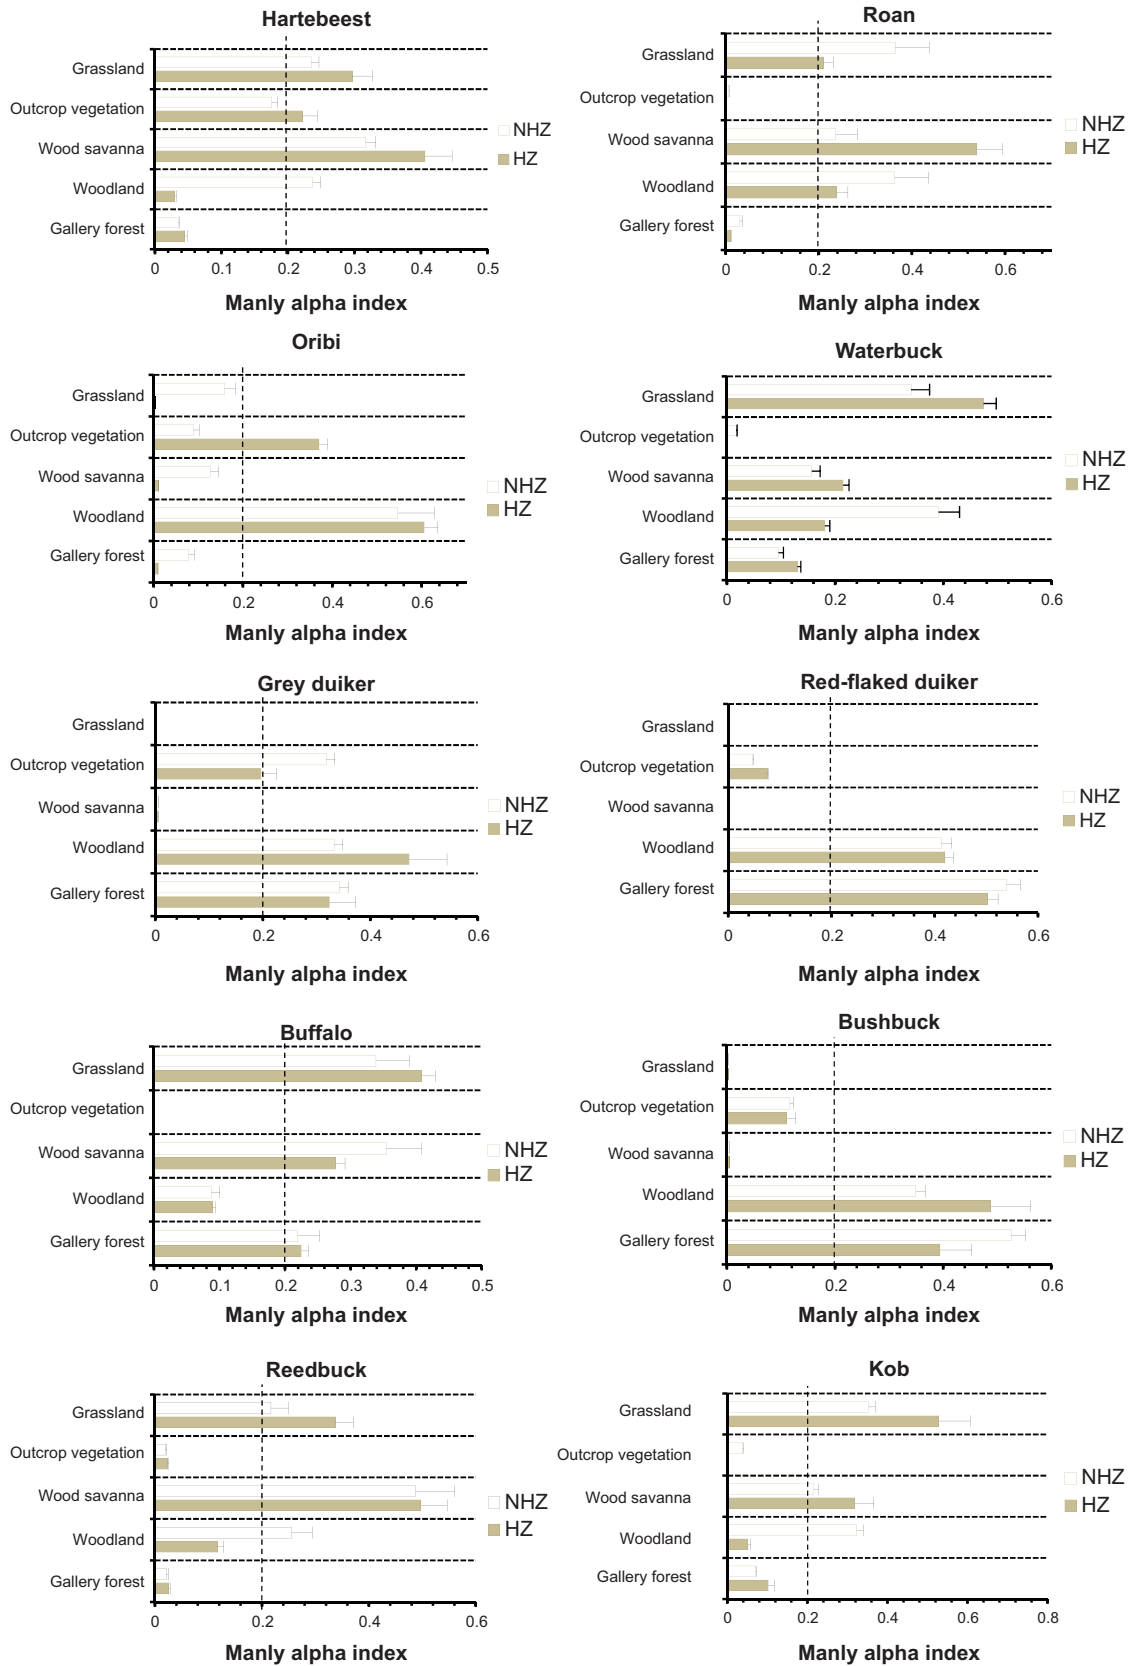 Hartebeest
Grassland
Outcrop vegetation
Wood savanna
Woodland
Gallery forest
0 0.1 0.2 0.3 0.4 0.5
Manly alpha index
NHZ
HZ
Roan
Grassland
Outcrop vegetation
Wood savanna
Woodland
Gallery forest
0 0.2 0.4 0.6
Manly alpha index
NHZ
HZ
Oribi
Grassland
Outcrop vegetation
Wood savanna
Woodland
Gallery forest
0 0.2 0.4 0.6
Manly alpha index
NHZ
HZ
Waterbuck
Grassland
Outcrop vegetation
Wood savanna
Woodland
Gallery forest
0 0.2 0.4 0.6
Manly alpha index
NHZ
HZ
Grey duiker
Grassland
Outcrop vegetation
Wood savanna
Woodland
Gallery forest
0 0.2 0.4 0.6
Manly alpha index
NHZ
HZ
Red-flaked duiker
Grassland
Outcrop vegetation
Wood savanna
Woodland
Gallery forest
0 0.2 0.4 0.6
Manly alpha index
NHZ
HZ
Buffalo
Grassland
Outcrop vegetation
Wood savanna
Woodland
Gallery forest
0 0.1 0.2 0.3 0.4 0.5
Manly alpha index
NHZ
HZ
Bushbuck
Grassland
Outcrop vegetation
Wood savanna
Woodland
Gallery forest
0 0.2 0.4 0.6
Manly alpha index
NHZ
HZ
Reedbuck
Grassland
Outcrop vegetation
Wood savanna
Woodland
Gallery forest
0 0.2 0.4 0.6
Manly alpha index
NHZ
HZ
Kob
Grassland
Outcrop vegetation
Wood savanna
Woodland
Gallery forest
0 0.2 0.4 0.6 0.8
Manly alpha index
NHZ
HZ